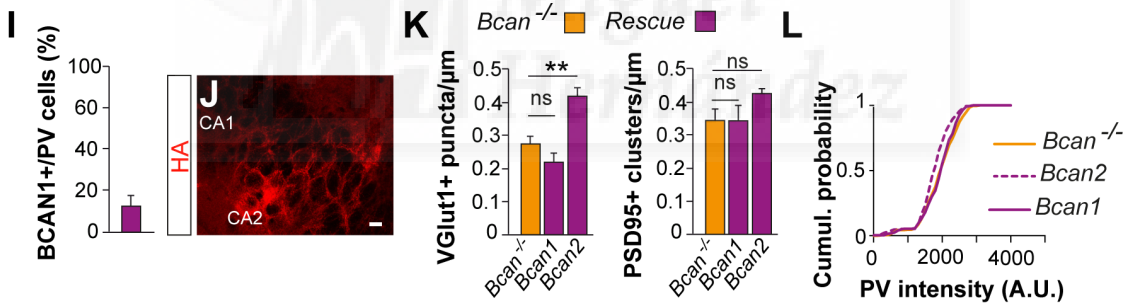 I
BCAN1+/PV cells (%)
100
80
60
40
20
0
HA
J
CA1
CA2
K
Bcan -/- Rescue
VGlut1+ puncta/µm
0.5
0.4
0.3
0.2
0.1
0
**
ns
Bcan-/-
Bcan1
Bcan2
PSD95+ clusters/µm
0.5
0.4
0.3
0.2
0.1
0
ns
ns
Bcan-/-
Bcan1
Bcan2
L
Cumul. probability
1
0.5
0
0 2000 4000
PV intensity (A.U.)
Bcan -/-
Bcan2
Bcan1
Miguel
Hernández